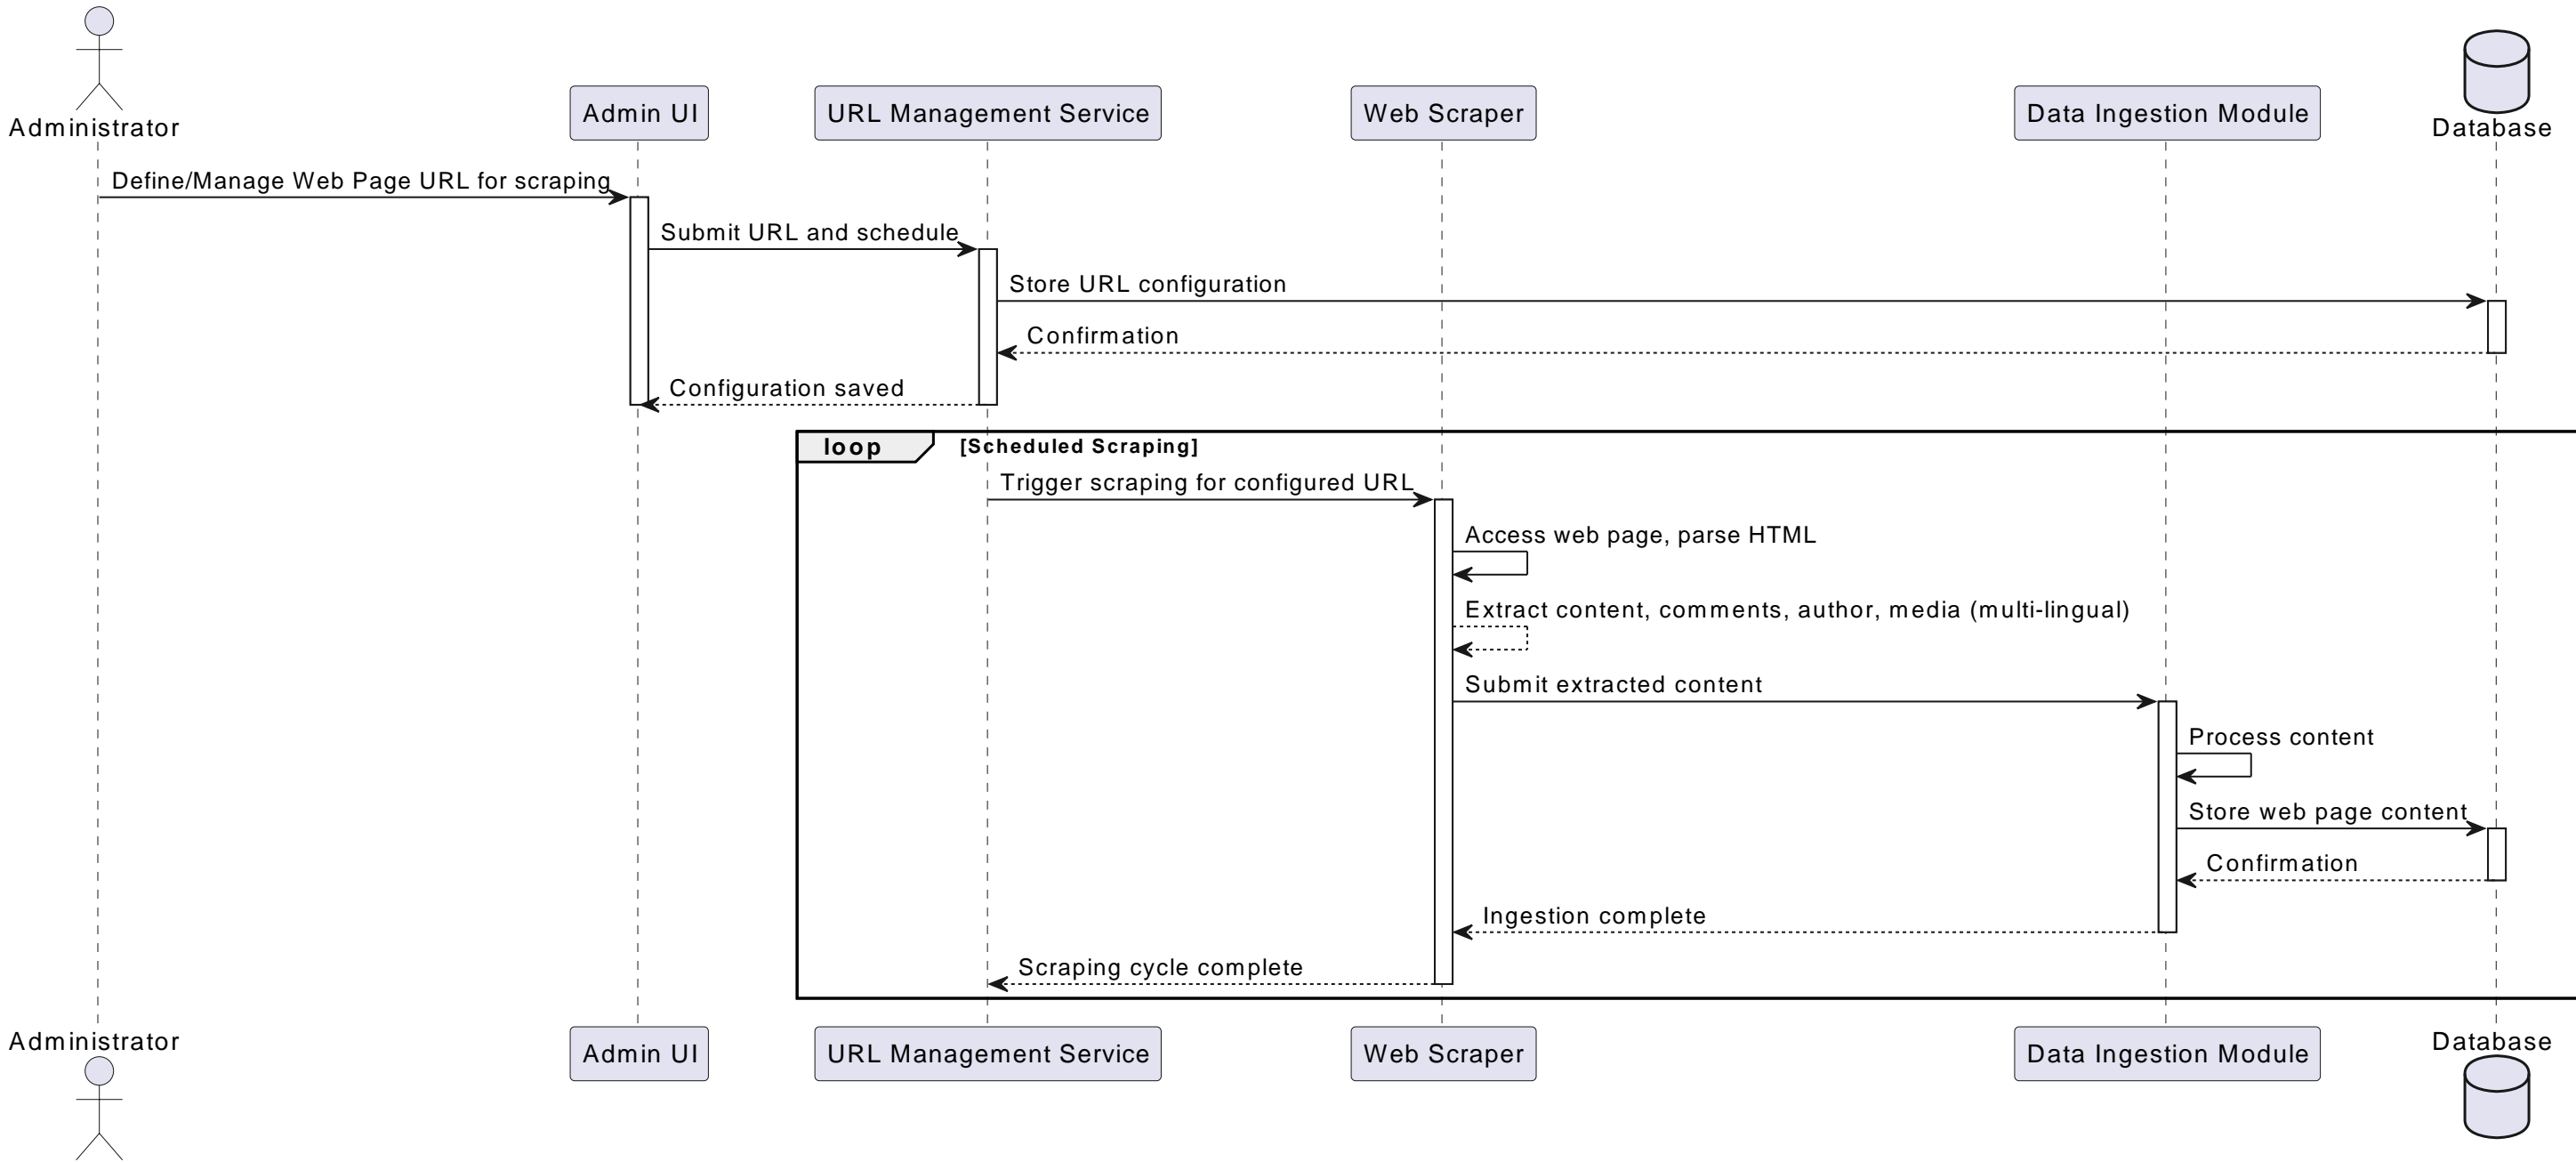 Administrator
Admin UI
URL Management Service
Web Scraper
Data Ingestion Module
Database
Define/Manage Web Page URL for scraping
Submit URL and schedule
Store URL configuration
Confirmation
Configuration saved
loop
[Scheduled Scraping]
Trigger scraping for configured URL
Access web page, parse HTML
Extract content, comments, author, media (multi-lingual)
Submit extracted content
Process content
Store web page content
Confirmation
Ingestion complete
Scraping cycle complete
Administrator
Admin UI
URL Management Service
Web Scraper
Data Ingestion Module
Database